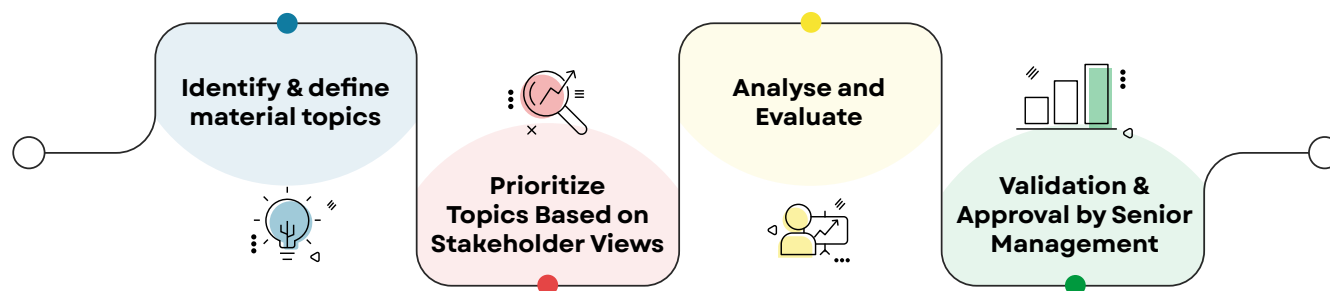 Identify & define
material topics
Prioritize
Topics Based on
Stakeholder Views
Analyse and
Evaluate
Validation &
Approval by Senior
Management